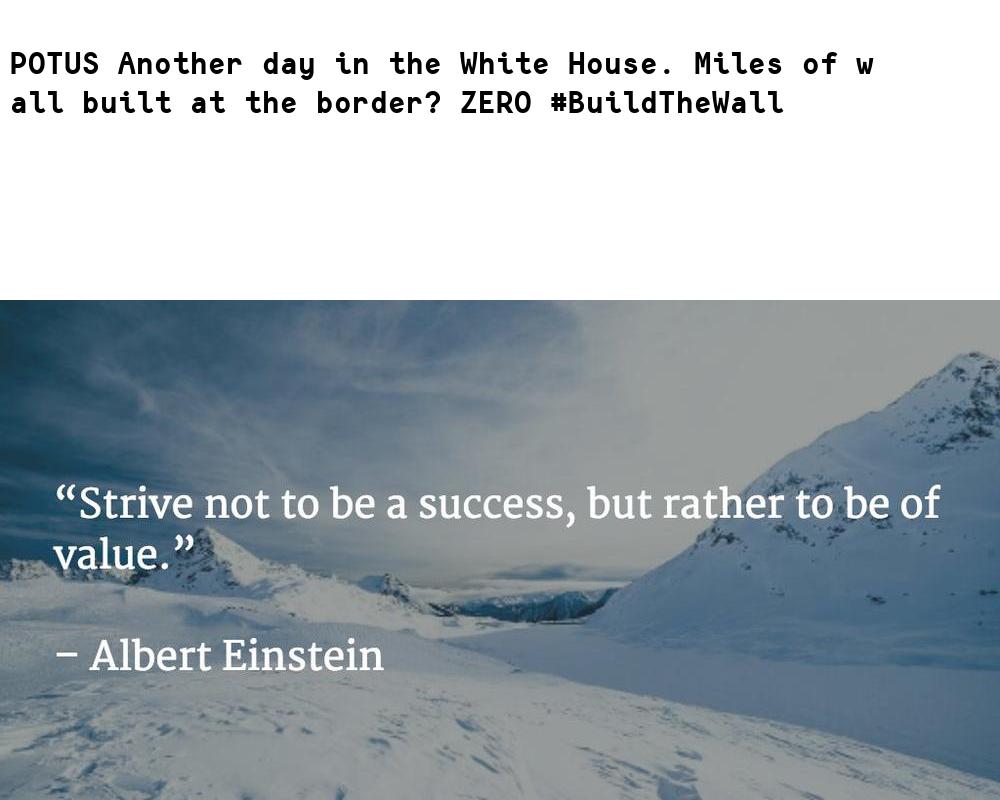 POTUS Another day in the White House. Miles of w
all built at the border? ZERO #BuildTheWall
“Strive not to be a success, but rather to be of
value.”
– Albert Einstein